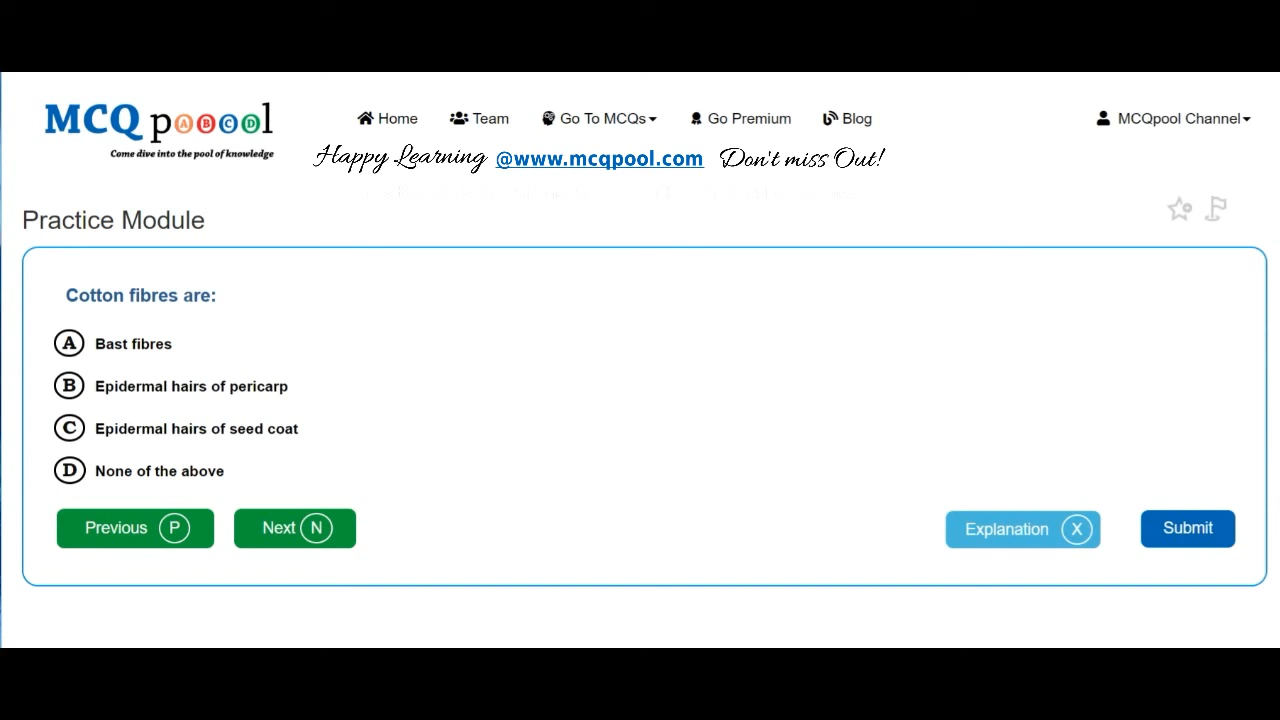 MCQ pooool
Come dive into the pool of knowledge
Home Team Go To MCQs Go Premium Blog MCQpool Channel
Happy Learning @www.mcqpool.com Don't miss Out!
Practice Module
Cotton fibres are:
A Bast fibres
B Epidermal hairs of pericarp
C Epidermal hairs of seed coat
D None of the above
Previous P Next N Explanation X Submit